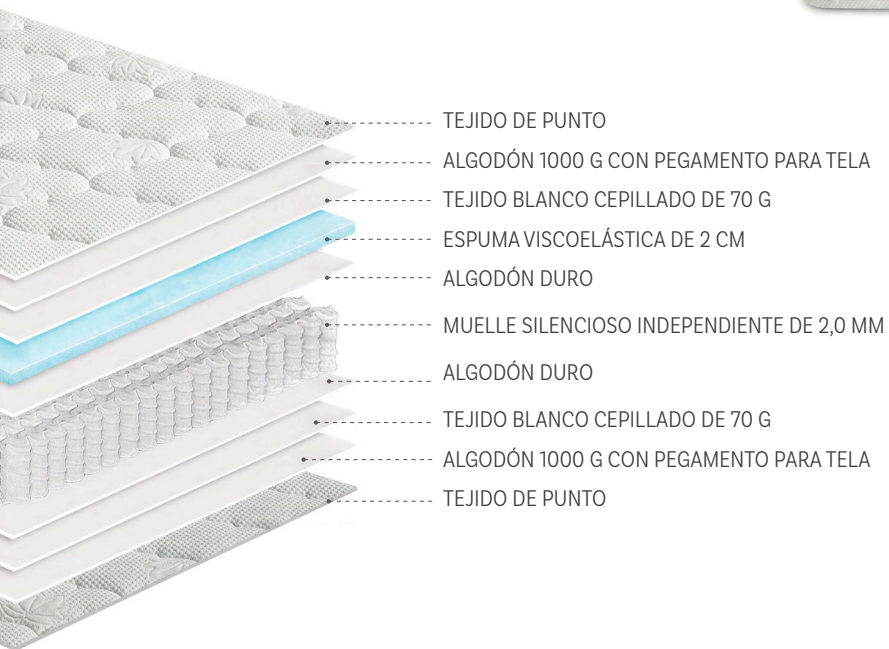 TEJIDO DE PUNTO
ALGODÓN 1000 G CON PEGAMENTO PARA TELA
TEJIDO BLANCO CEPILLADO DE 70 G
ESPUMA VISCOELÁSTICA DE 2 CM
ALGODÓN DURO
MUELLE SILENCIOSO INDEPENDIENTE DE 2,0 MM
ALGODÓN DURO
TEJIDO BLANCO CEPILLADO DE 70 G
ALGODÓN 1000 G CON PEGAMENTO PARA TELA
TEJIDO DE PUNTO